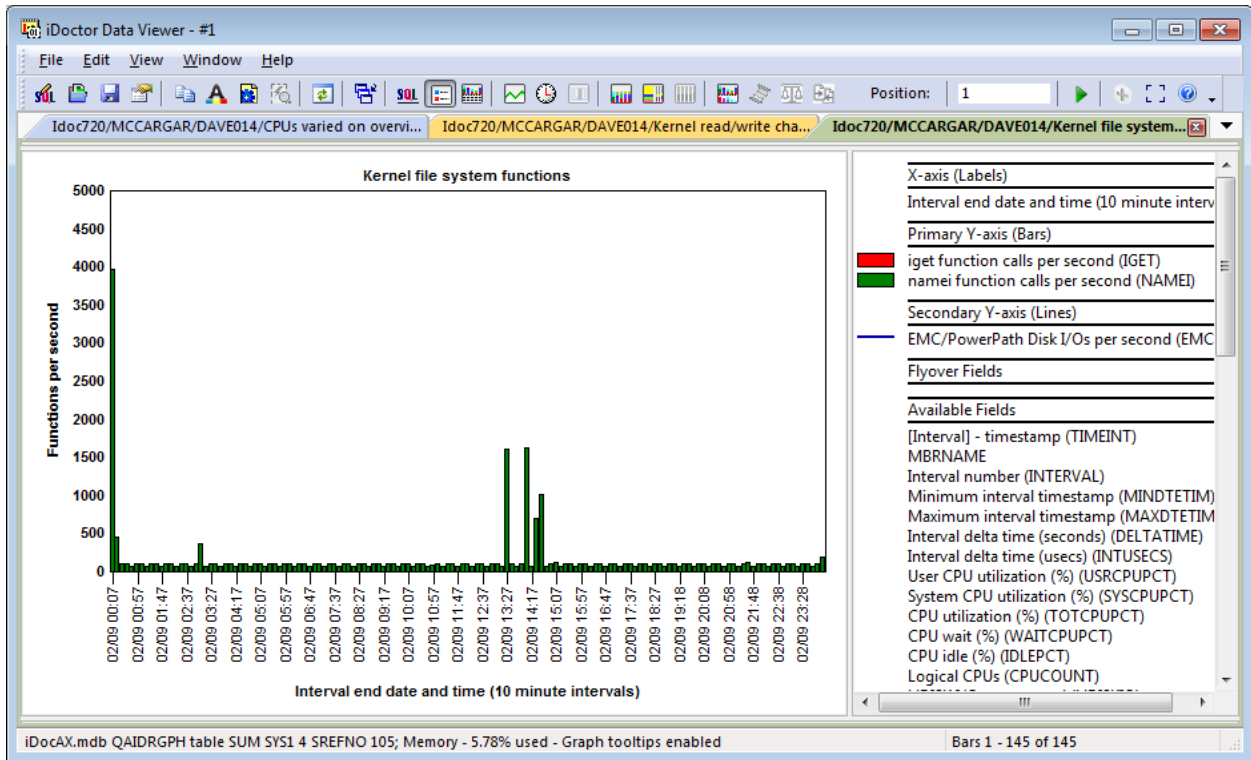 iDoctor Data Viewer - #1
File Edit View Window Help
SQL SQL Position: 1
Idoc720/MCCARGAR/DAVE014/CPUs varied on overvi... Idoc720/MCCARGAR/DAVE014/Kernel read/write cha... Idoc720/MCCARGAR/DAVE014/Kernel file system...
Kernel file system functions
5000
4500
4000
3500
3000
2500
2000
1500
1000
500
0
Functions per second
02/09 00:07 02/09 00:57 02/09 01:47 02/09 02:37 02/09 03:27 02/09 04:17 02/09 05:07 02/09 05:57 02/09 06:47 02/09 07:37 02/09 08:27 02/09 09:17 02/09 10:07 02/09 10:57 02/09 11:47 02/09 12:37 02/09 13:27 02/09 14:17 02/09 15:07 02/09 15:57 02/09 16:47 02/09 17:37 02/09 18:27 02/09 19:18 02/09 20:08 02/09 20:58 02/09 21:48 02/09 22:38 02/09 23:28
Interval end date and time (10 minute intervals)
X-axis (Labels)
Interval end date and time (10 minute interv
Primary Y-axis (Bars)
iget function calls per second (IGET)
namei function calls per second (NAMEI)
Secondary Y-axis (Lines)
EMC/PowerPath Disk I/Os per second (EMC
Flyover Fields
Available Fields
[Interval] - timestamp (TIMEINT)
MBRNAME
Interval number (INTERVAL)
Minimum interval timestamp (MINDTETIM)
Maximum interval timestamp (MAXDTETIM
Interval delta time (seconds) (DELTATIME)
Interval delta time (usecs) (INTUSECS)
User CPU utilization (%) (USRCPUPCT)
System CPU utilization (%) (SYSCPUPCT)
CPU utilization (%) (TOTCPUPCT)
CPU wait (%) (WAITCPUPCT)
CPU idle (%) (IDLEPCT)
Logical CPUs (CPUCOUNT)
iDocAX.mdb QAIDRGPH table SUM SYS1 4 SREFNO 105; Memory - 5.78% used - Graph tooltips enabled Bars 1 - 145 of 145